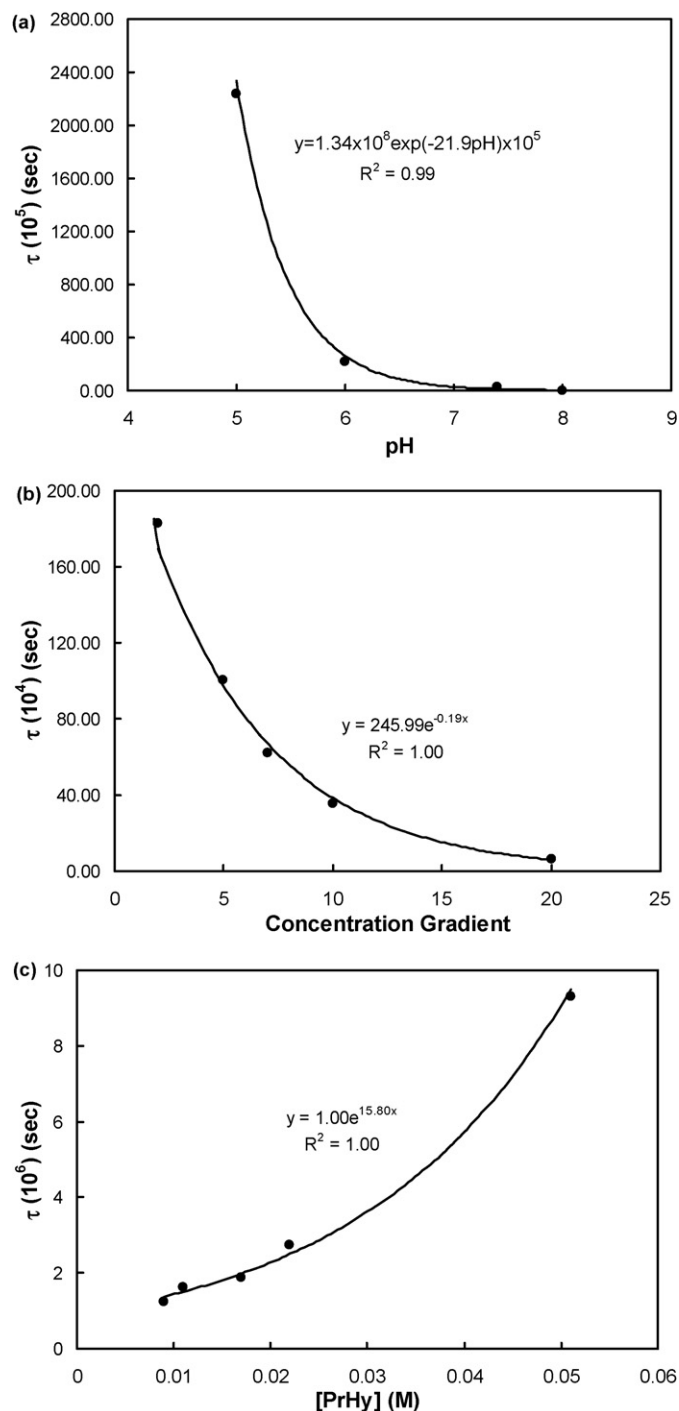 (a)
2800.00
2400.00
2000.00
1600.00
1200.00
800.00
400.00
0.00
τ (10⁵) (sec)
y=1.34x10⁸exp(-21.9pH)x10⁵
R² = 0.99
4 5 6 7 8 9
pH
(b)
200.00
160.00
120.00
80.00
40.00
0.00
τ (10⁴) (sec)
y = 245.99e⁻⁰·¹⁹ˣ
R² = 1.00
0 5 10 15 20 25
Concentration Gradient
(c)
10
8
6
4
2
0
τ (10⁶) (sec)
y = 1.00e¹⁵·⁸⁰ˣ
R² = 1.00
0 0.01 0.02 0.03 0.04 0.05 0.06
[PrHy] (M)